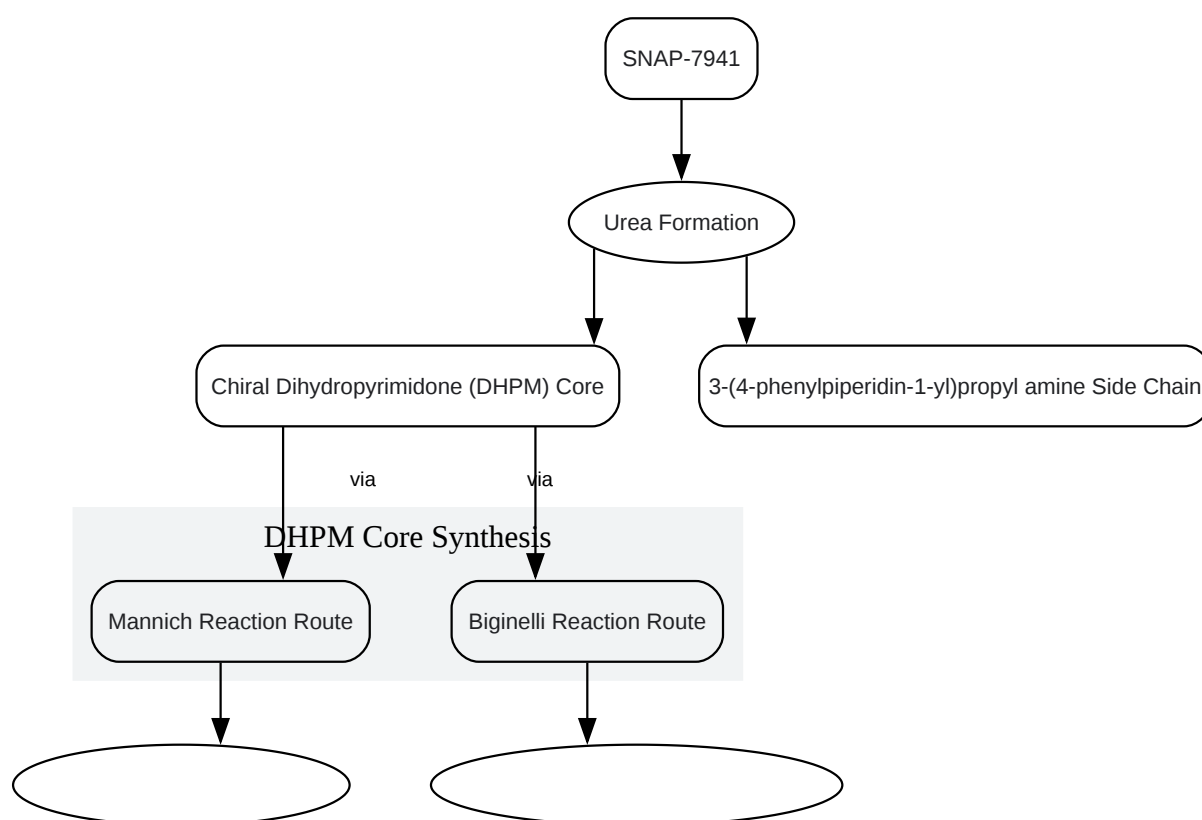 SNAP-7941
Urea Formation
Chiral Dihydropyrimidone (DHPM) Core
3-(4-phenylpiperidin-1-yl)propyl amine Side Chain
via
via
DHPM Core Synthesis
Mannich Reaction Route
Biginelli Reaction Route